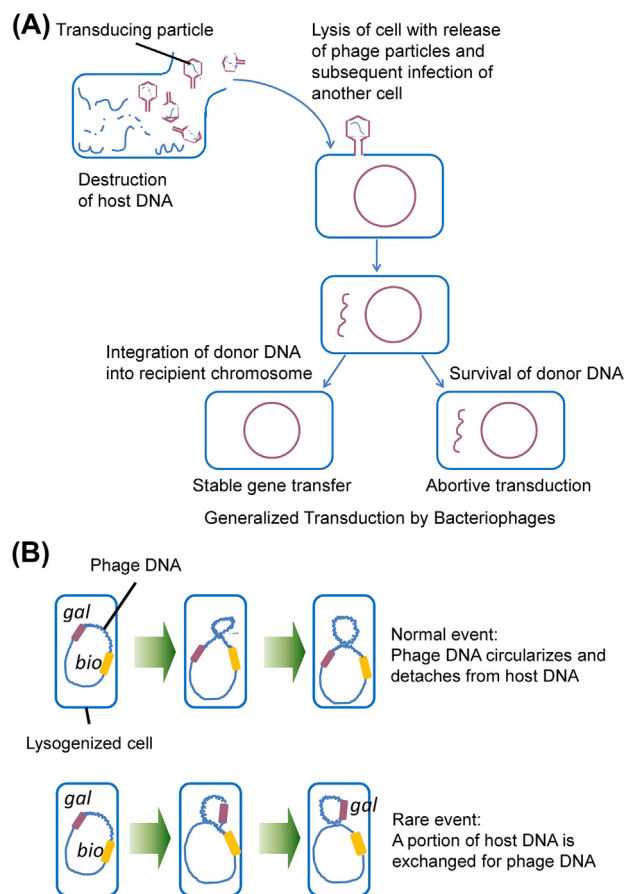 (A)
Transducing particle
Lysis of cell with release
of phage particles and
subsequent infection of
another cell
Destruction
of host DNA
Integration of donor DNA
into recipient chromosome
Survival of donor DNA
Stable gene transfer
Abortive transduction
Generalized Transduction by Bacteriophages
(B)
Phage DNA
gal
bio
Normal event:
Phage DNA circularizes and
detaches from host DNA
Lysogenized cell
gal
bio
gal
Rare event:
A portion of host DNA is
exchanged for phage DNA